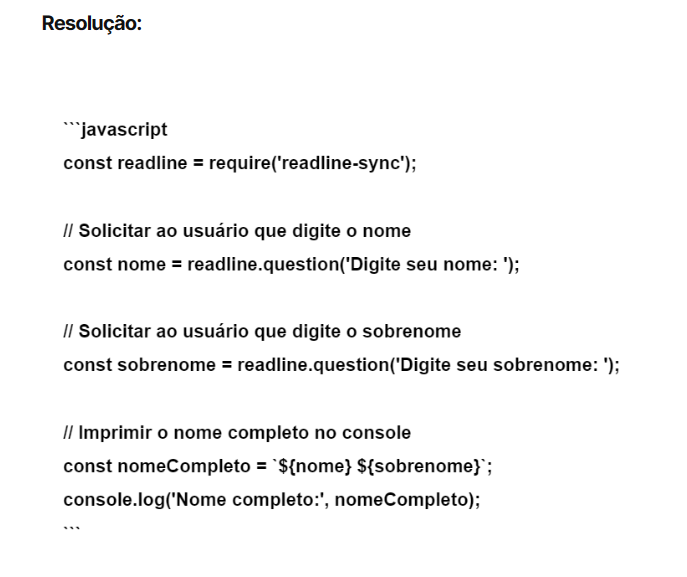 Resolução:
```javascript
const readline = require('readline-sync');
// Solicitar ao usuário que digite o nome
const nome = readline.question('Digite seu nome: ');
// Solicitar ao usuário que digite o sobrenome
const sobrenome = readline.question('Digite seu sobrenome: ');
// Imprimir o nome completo no console
const nomeCompleto = `${nome} ${sobrenome}`;
console.log('Nome completo:', nomeCompleto);
```